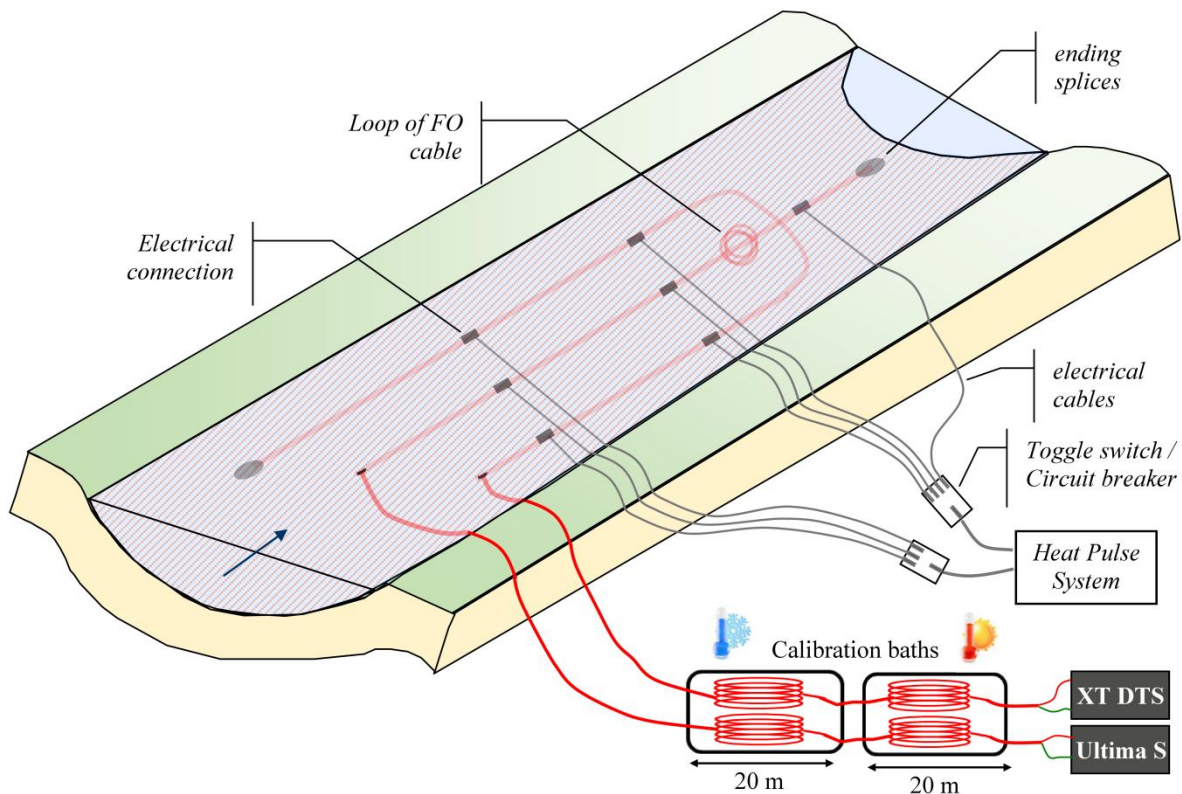 ending
splices
Loop of FO
cable
Electrical
connection
electrical
cables
Toggle switch /
Circuit breaker
Heat Pulse
System
Calibration baths
XT DTS
Ultima S
20 m
20 m